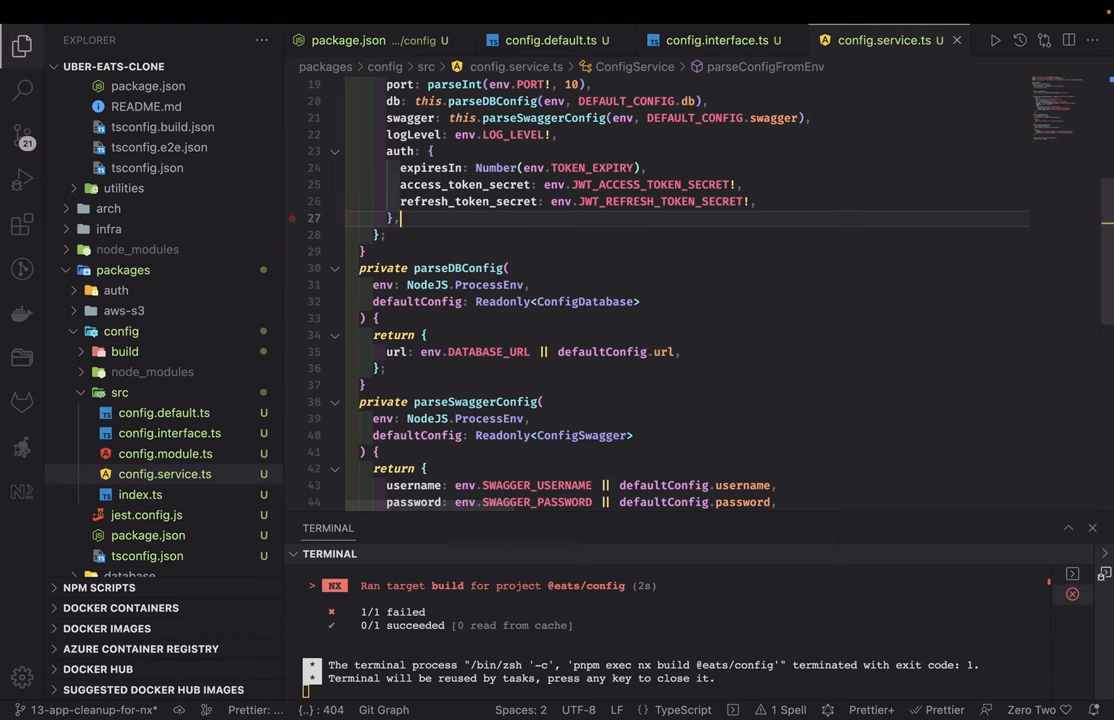 EXPLORER
UBER-EATS-CLONE
package.json
README.md
tsconfig.build.json
tsconfig.e2e.json
tsconfig.json
utilities
arch
infra
node_modules
packages
auth
aws-s3
config
build
node_modules
src
config.default.ts U
config.interface.ts U
config.module.ts U
config.service.ts U
index.ts U
jest.config.js U
package.json U
tsconfig.json U
database
NPM SCRIPTS
DOCKER CONTAINERS
DOCKER IMAGES
AZURE CONTAINER REGISTRY
DOCKER HUB
SUGGESTED DOCKER HUB IMAGES
21
package.json .../config U
config.default.ts U
config.interface.ts U
config.service.ts U
packages > config > src > config.service.ts > ConfigService > parseConfigFromEnv
19 port: parseInt(env.PORT!, 10),
20 db: this.parseDBConfig(env, DEFAULT_CONFIG.db),
21 swagger: this.parseSwaggerConfig(env, DEFAULT_CONFIG.swagger),
22 logLevel: env.LOG_LEVEL!,
23 auth: {
24 expiresIn: Number(env.TOKEN_EXPIRY),
25 access_token_secret: env.JWT_ACCESS_TOKEN_SECRET!,
26 refresh_token_secret: env.JWT_REFRESH_TOKEN_SECRET!,
27 },
28 };
29 }
30 private parseDBConfig(
31 env: NodeJS.ProcessEnv,
32 defaultConfig: Readonly<ConfigDatabase>
33 ) {
34 return {
35 url: env.DATABASE_URL || defaultConfig.url,
36 };
37 }
38 private parseSwaggerConfig(
39 env: NodeJS.ProcessEnv,
40 defaultConfig: Readonly<ConfigSwagger>
41 ) {
42 return {
43 username: env.SWAGGER_USERNAME || defaultConfig.username,
44 password: env.SWAGGER_PASSWORD || defaultConfig.password,
TERMINAL
TERMINAL
> NX Ran target build for project @eats/config (2s)
✖ 1/1 failed
✔ 0/1 succeeded [0 read from cache]
* The terminal process "/bin/zsh '-c', 'pnpm exec nx build @eats/config'" terminated with exit code: 1.
* Terminal will be reused by tasks, press any key to close it.
13-app-cleanup-for-nx* Prettier: ... {..} : 404 Git Graph Spaces: 2 UTF-8 LF {} TypeScript 1 Spell Prettier+ Prettier Zero Two